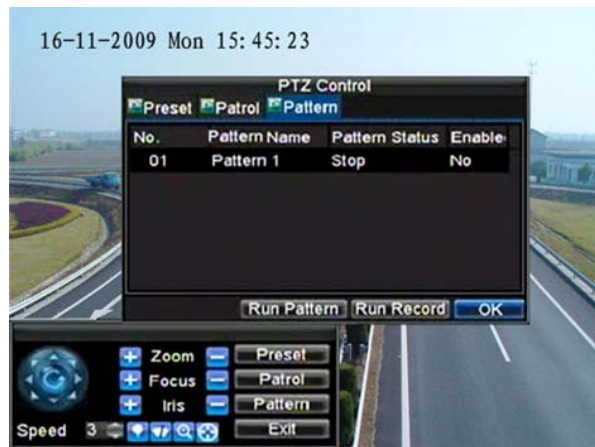 16-11-2009 Mon 15:45:23
PTZ Control
Preset Patrol Pattern
No. Pattern Name Pattern Status Enable
01 Pattern 1 Stop No
Run Pattern Run Record OK
Zoom Preset
Focus Patrol
Iris Pattern
Speed 3 Exit